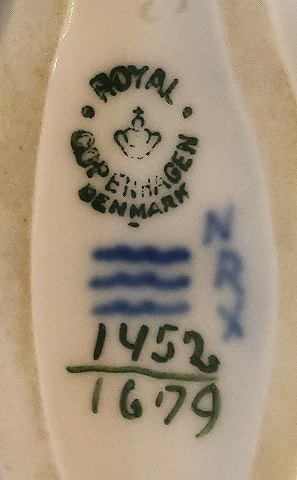 ROYAL
COPENHAGEN
DENMARK
NRX
1452
1679